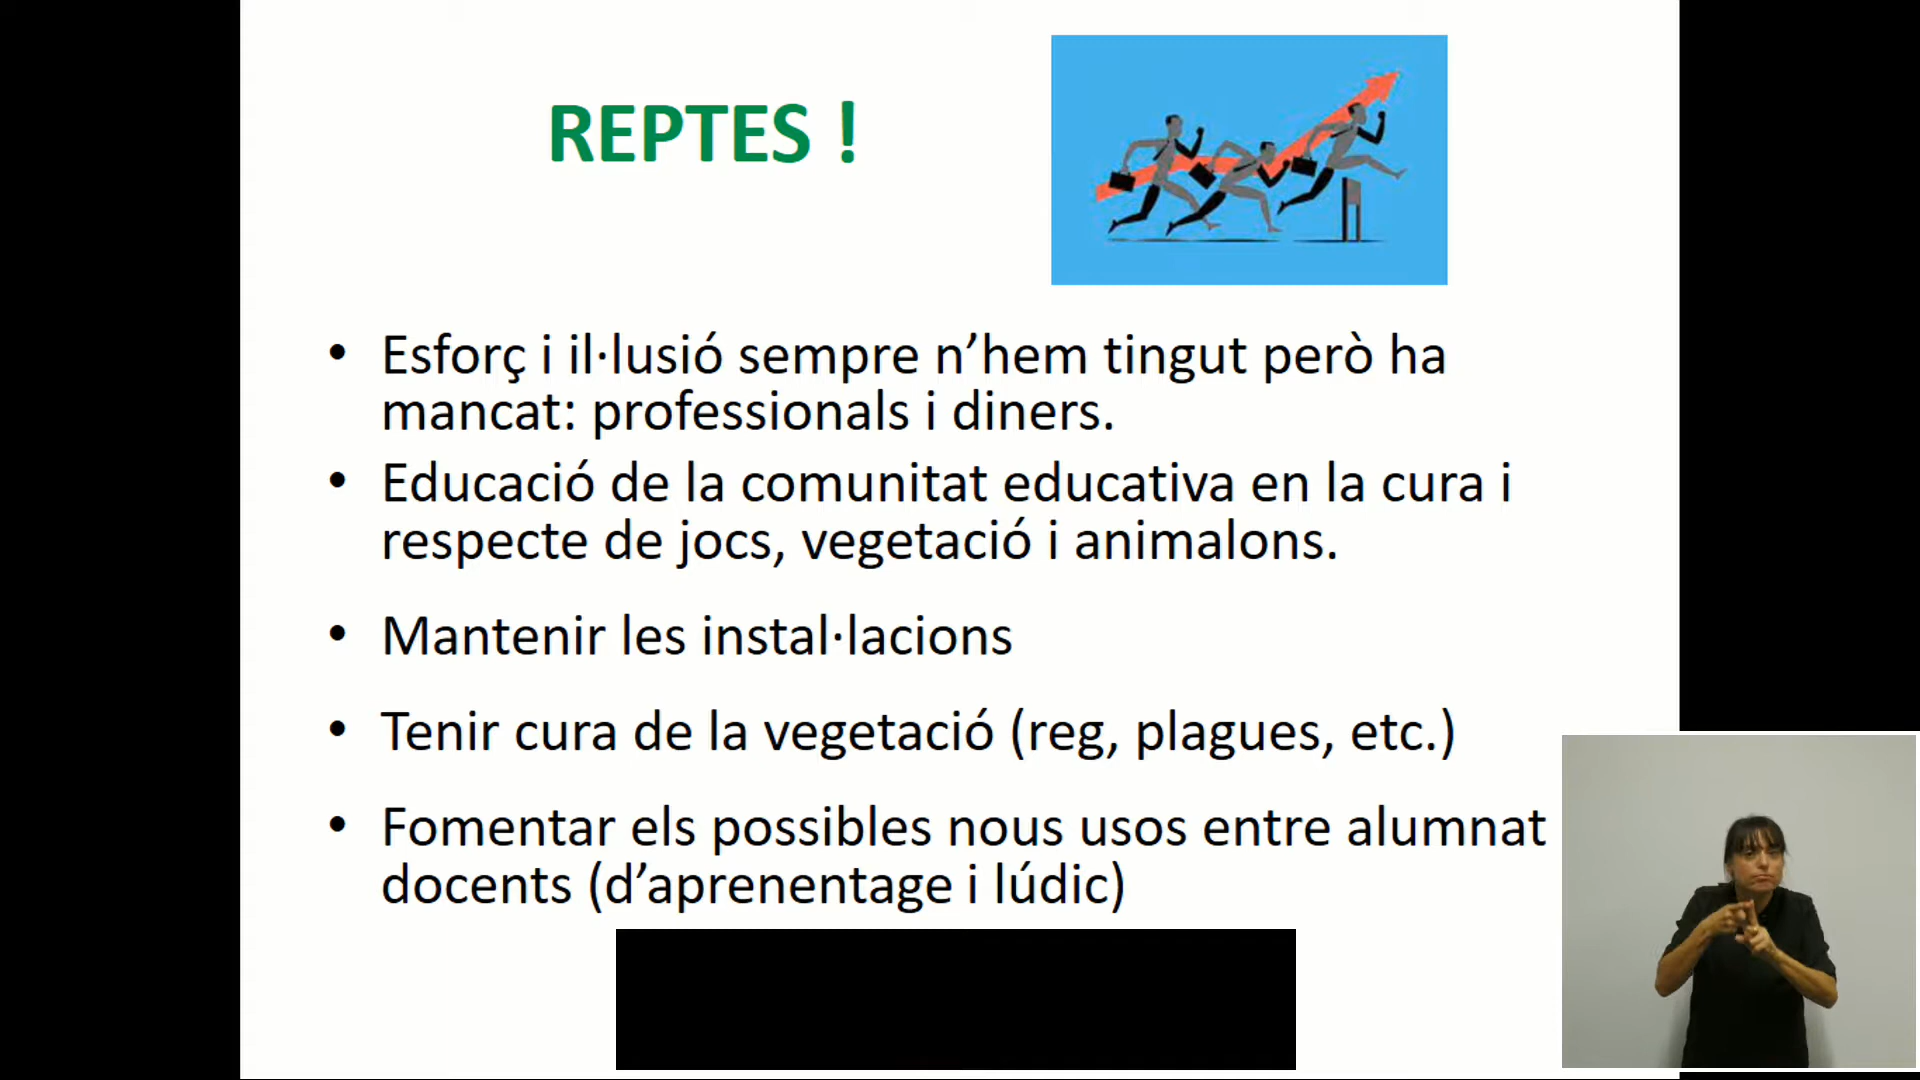 REPTES !
• Esforç i il·lusió sempre n’hem tingut però ha
mancat: professionals i diners.
• Educació de la comunitat educativa en la cura i
respecte de jocs, vegetació i animalons.
• Mantenir les instal·lacions
• Tenir cura de la vegetació (reg, plagues, etc.)
• Fomentar els possibles nous usos entre alumnat
docents (d’aprenentage i lúdic)